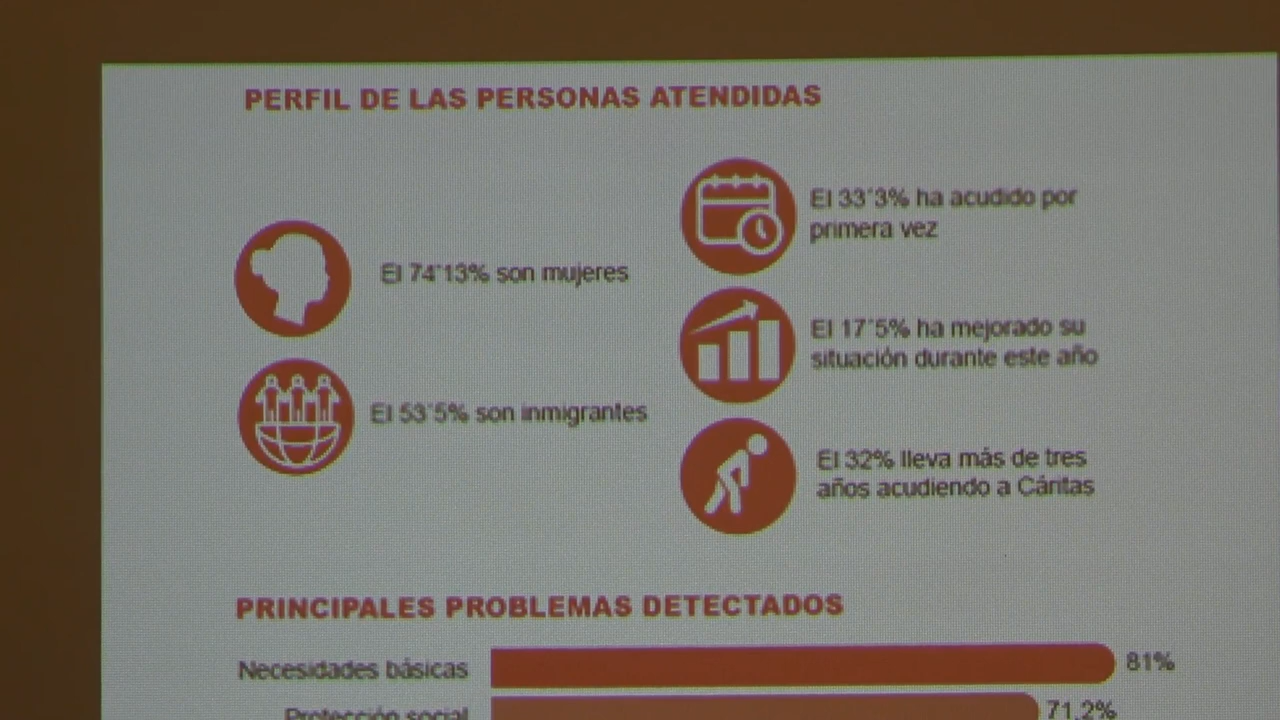 PERFIL DE LAS PERSONAS ATENDIDAS
El 74'13% son mujeres
El 53'5% son inmigrantes
El 33'3% ha acudido por
primera vez
El 17'5% ha mejorado su
situación durante este año
El 32% lleva más de tres
años acudiendo a Cáritas
PRINCIPALES PROBLEMAS DETECTADOS
Necesidades básicas 81%
Protección social 71,2%